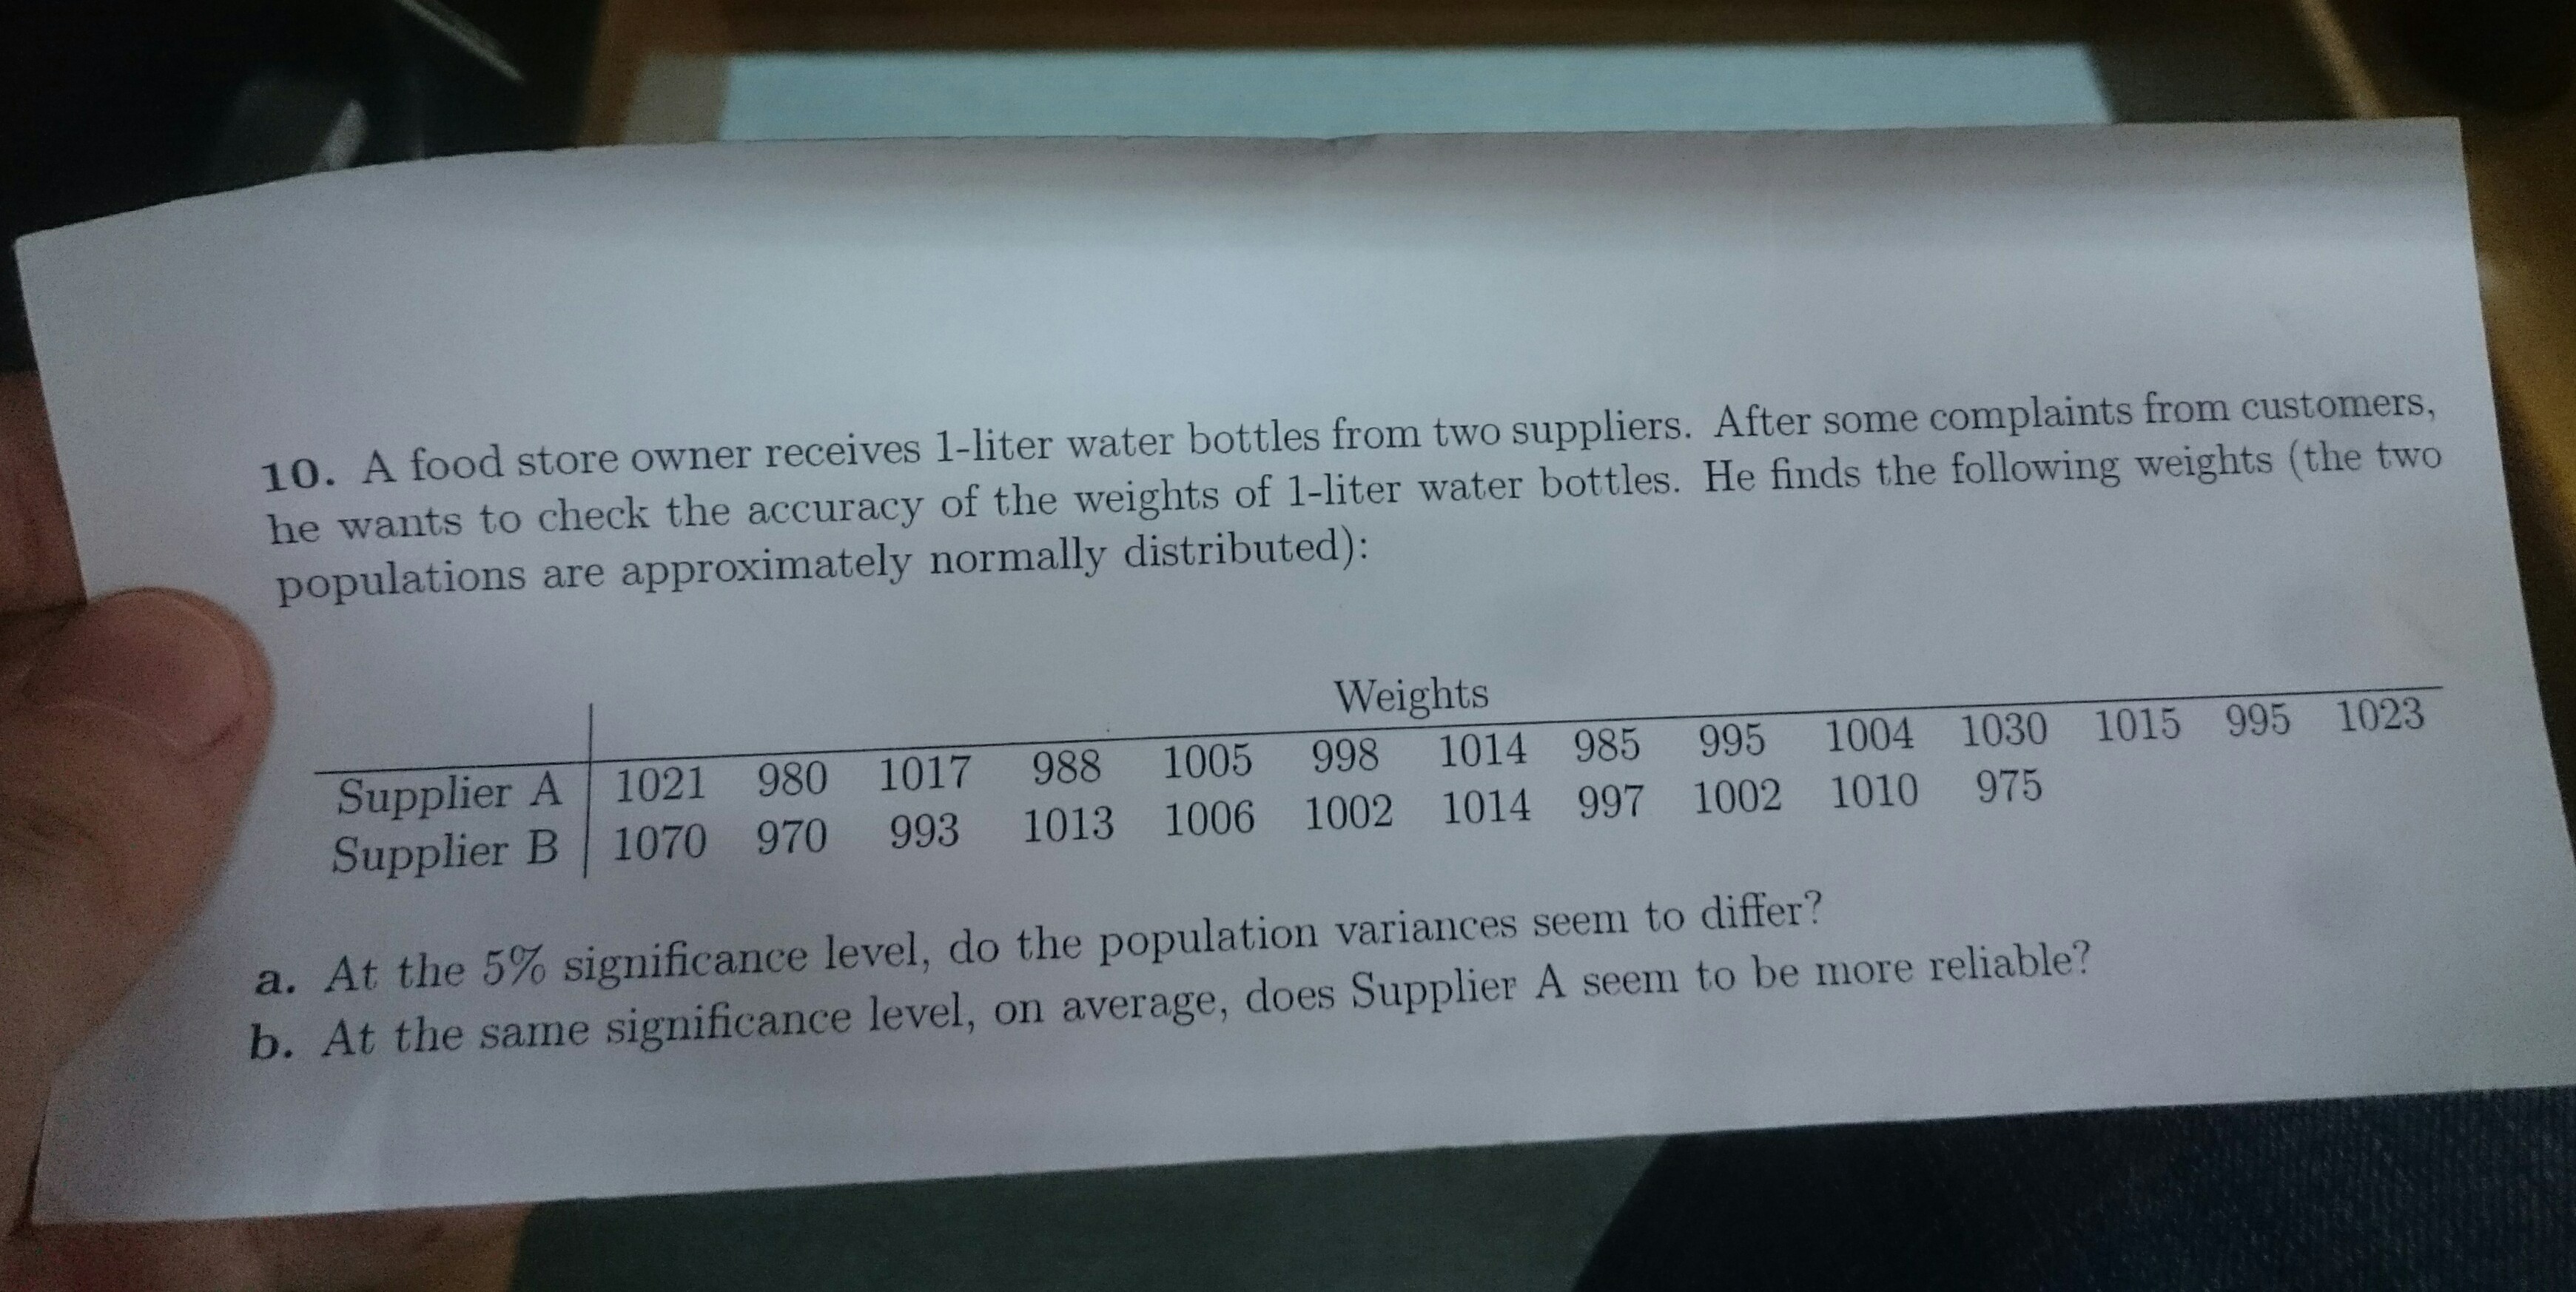 10. A food store owner receives 1-liter water bottles from two suppliers. After some complaints from customers,
he wants to check the accuracy of the weights of 1-liter water bottles. He finds the following weights (the two
populations are approximately normally distributed):
Weights
Supplier A 1021 980 1017 988 1005 998 1014 985 995 1004 1030 1015 995 1023
Supplier B 1070 970 993 1013 1006 1002 1014 997 1002 1010 975
a. At the 5% significance level, do the population variances seem to differ?
b. At the same significance level, on average, does Supplier A seem to be more reliable?